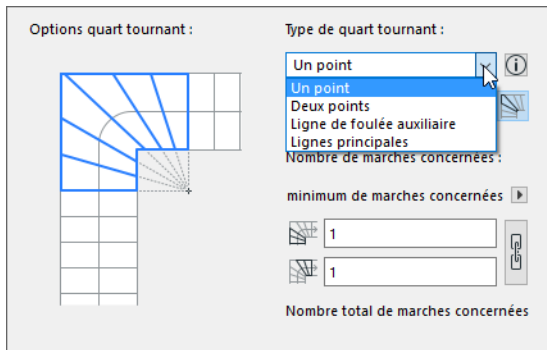 Options quart tournant :
Type de quart tournant :
Un point
Un point
Deux points
Ligne de foulée auxiliaire
Lignes principales
Nombre de marches concernées :
minimum de marches concernées
1
1
Nombre total de marches concernées